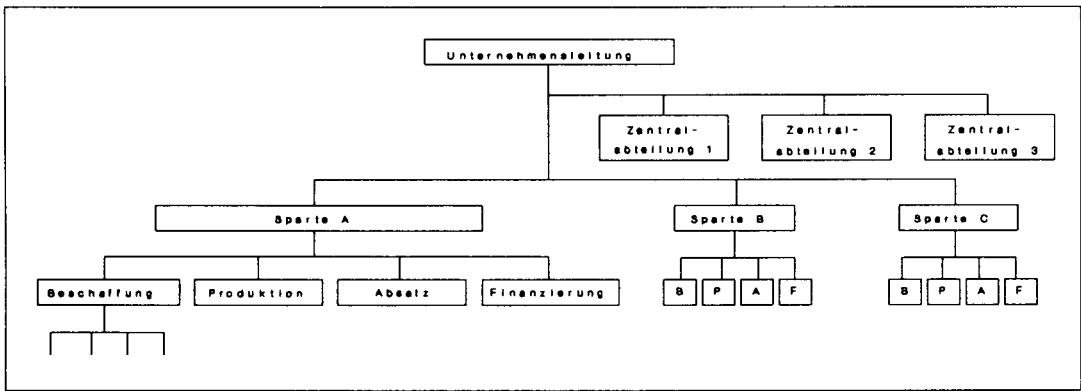 Unternehmensleitung
Zentral-
abteilung 1
Zentral-
abteilung 2
Zentral-
abteilung 3
Sparte A
Sparte B
Sparte C
Beschaffung
Produktion
Absatz
Finanzierung
B
P
A
F
B
P
A
F